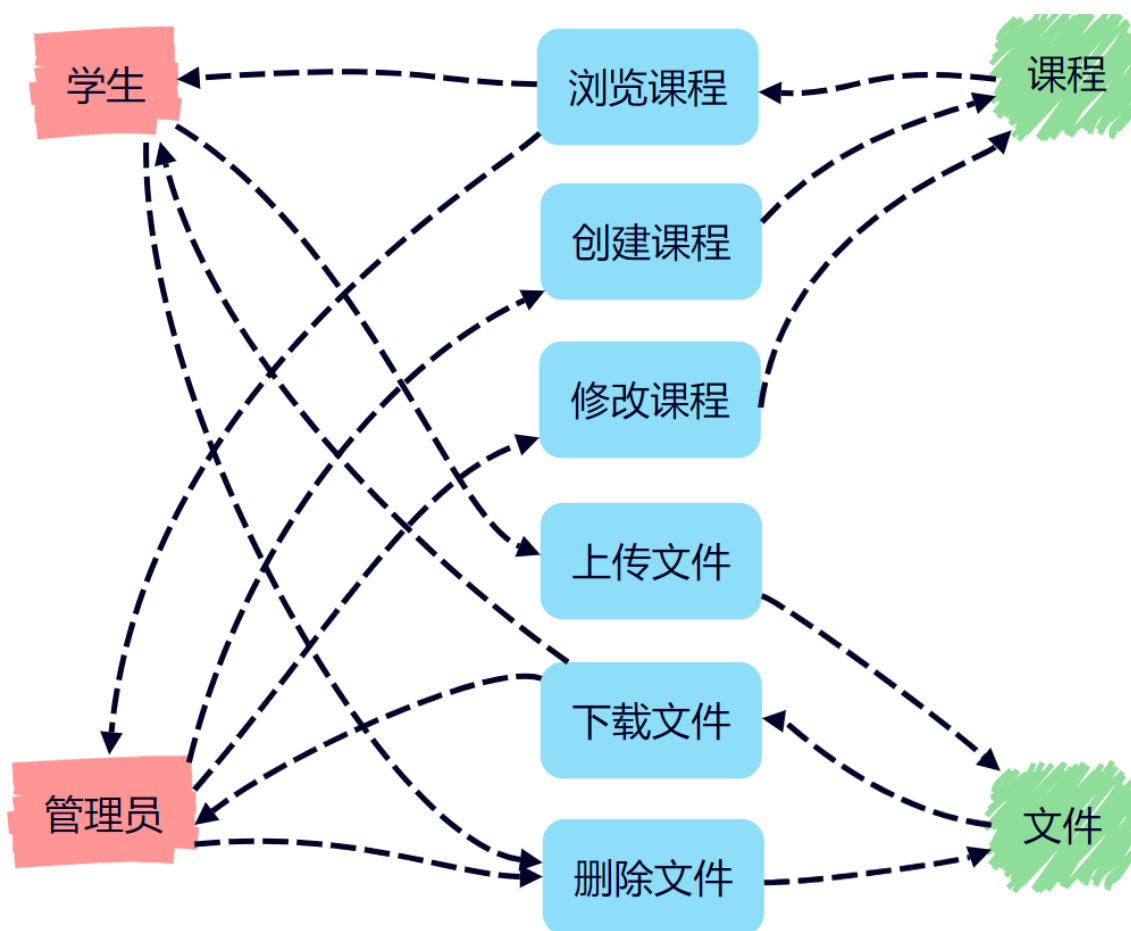 学生
浏览课程
课程
创建课程
修改课程
上传文件
下载文件
管理员
文件
删除文件